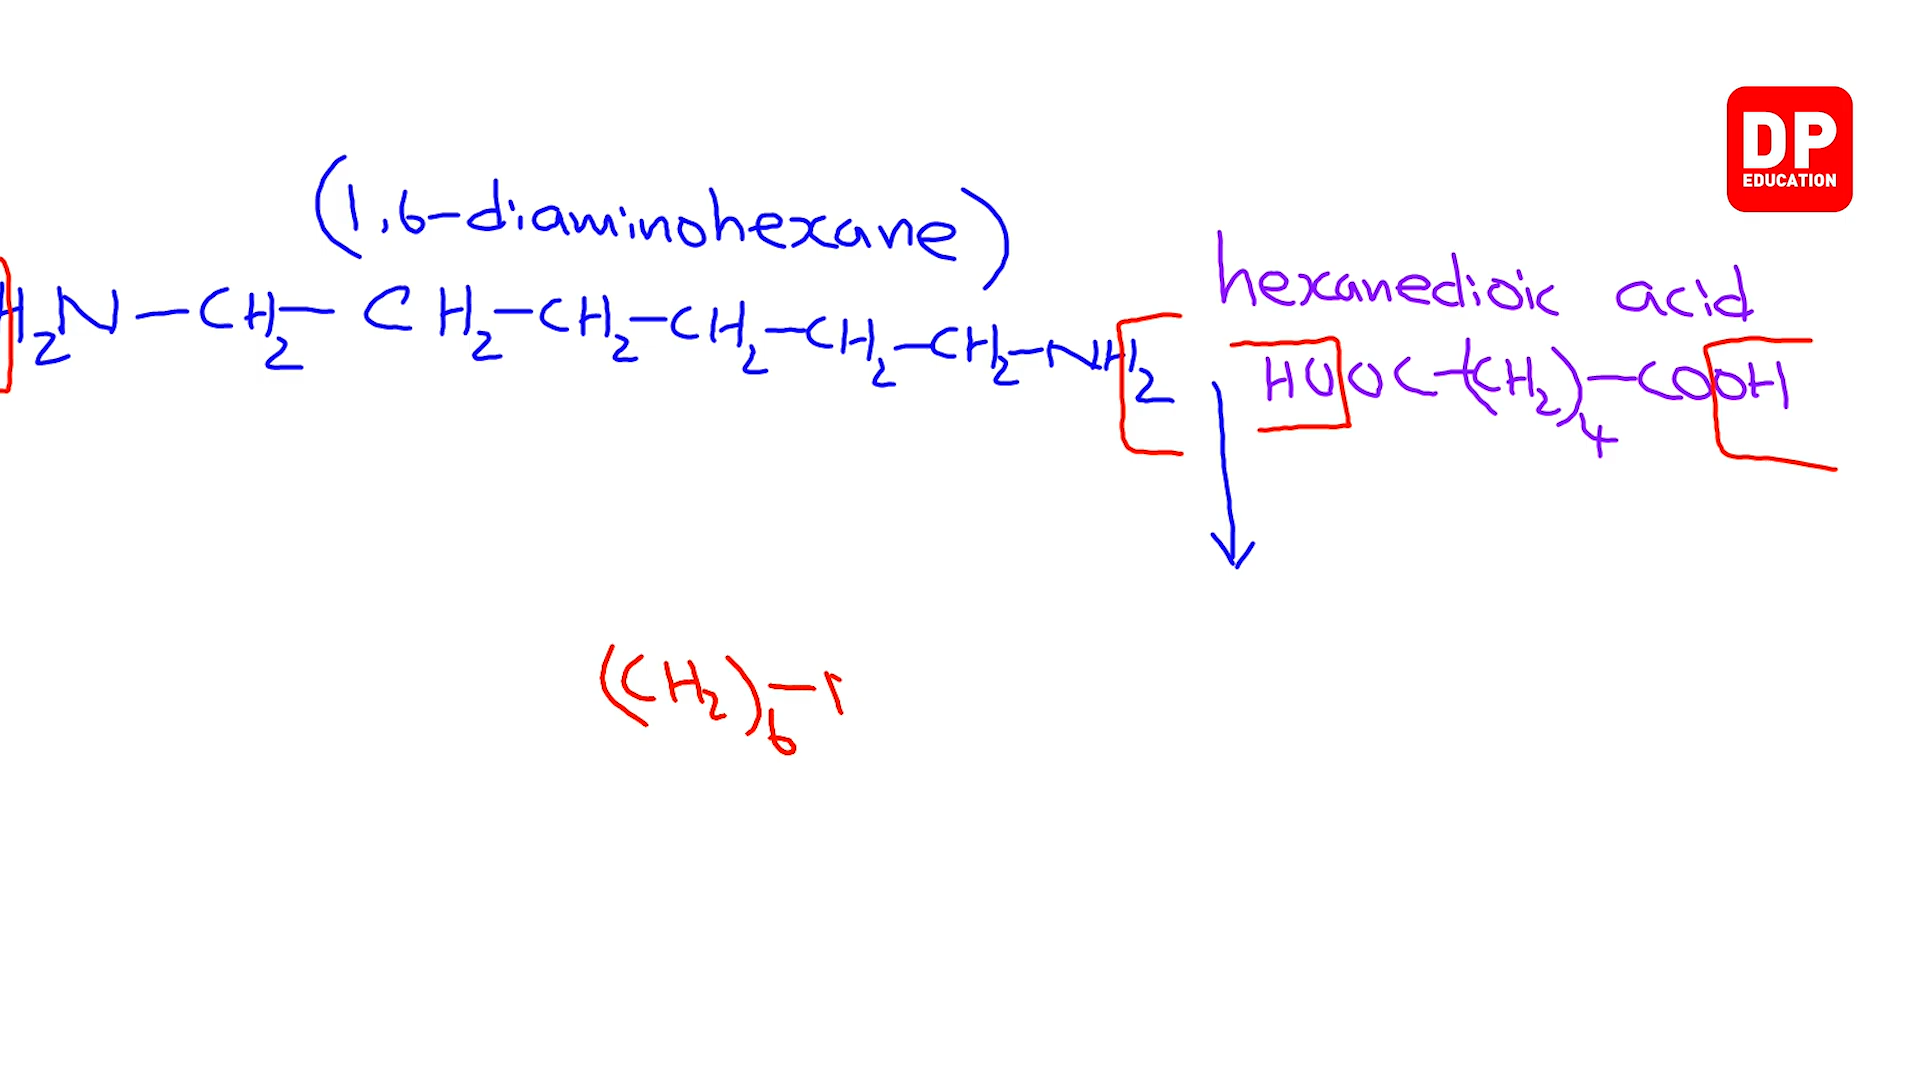 DP
EDUCATION
(1,6-diaminohexane)
hexanedioic acid
H₂N—CH₂—CH₂—CH₂—CH₂—CH₂—CH₂—NH₂
HOOC—(CH₂)₄—COOH
(CH₂)₆—